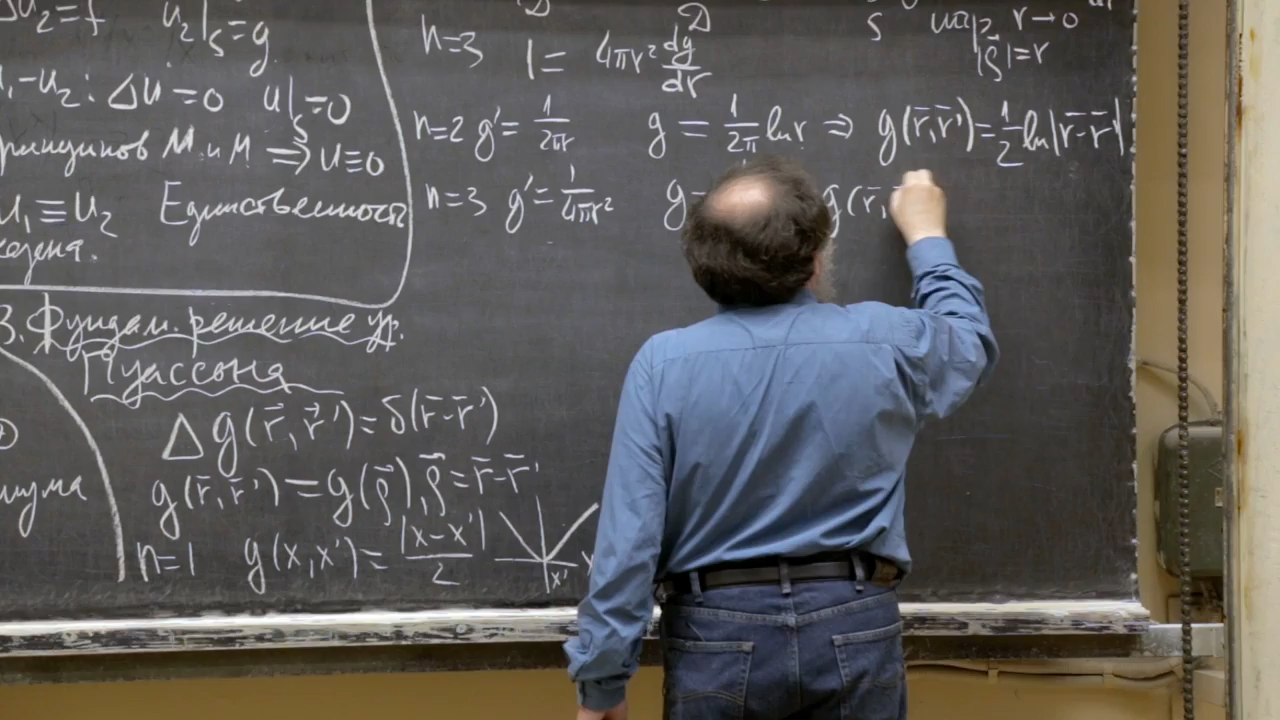 Δu₂=f u₂|ₛ=g
u₁-u₂: Δu=0 u|ₛ=0
принципов М. и М ⇒ u≡0
u₁≡u₂ Единственность
3. Фундам. решение ур.
Пуассона
Δg(r̄,r̄')=δ(r̄-r̄')
g(r̄,r̄')=g(ρ̄), ρ̄=r̄-r̄'
n=1 g(x,x')=|x-x'|/2
x'
D D
n=3 1= 4πr² dg/dr
n=2 g'=1/2πr g=1/2π ln r ⇒ g(r̄,r̄')=1/2 ln|r̄-r̄'|
n=3 g'=1/4πr² g- g(r̄,
S r→0
|ρ̄|=r